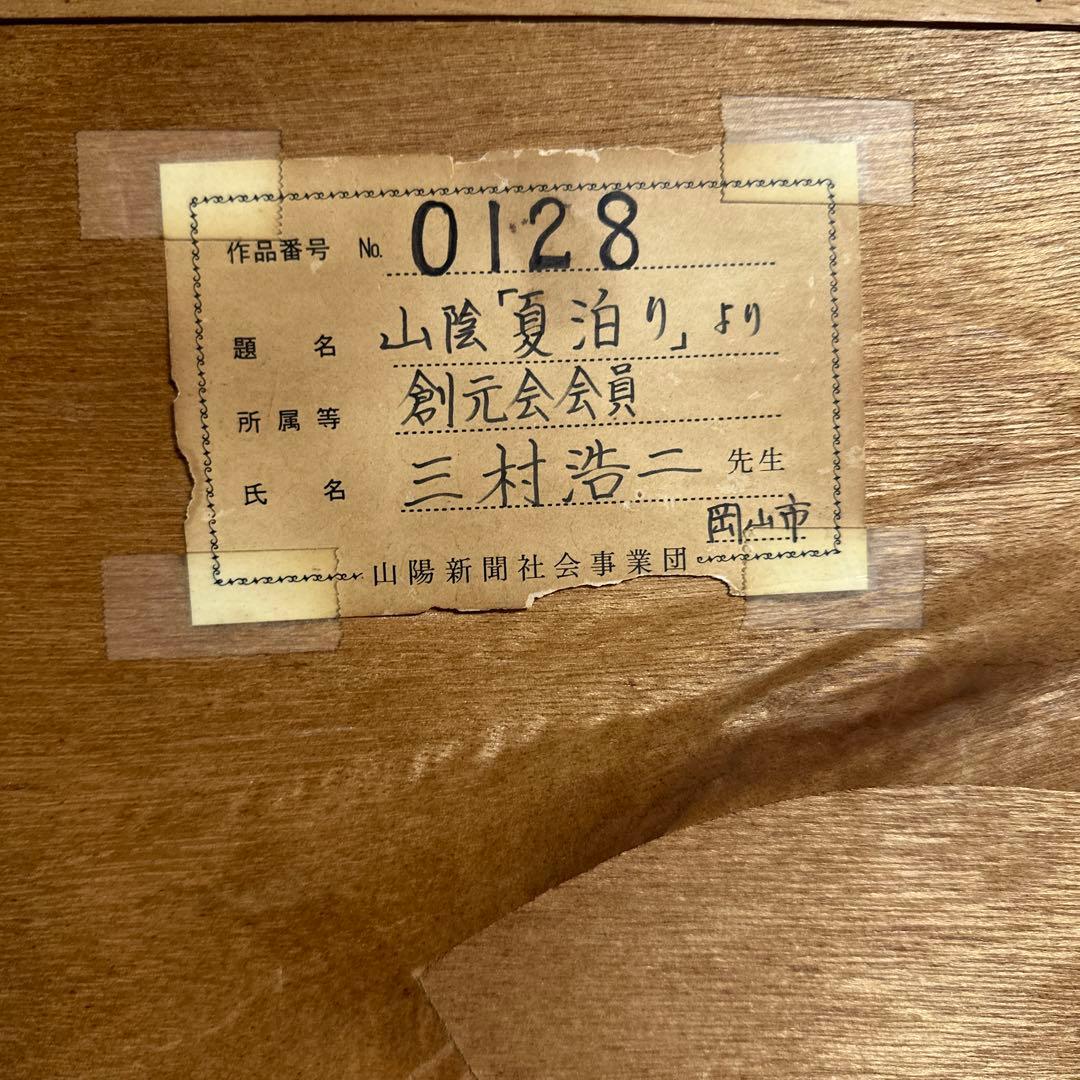 作品番号 No. 0128
題名 山陰「夏泊り」より
所属等 創元会会員
氏名 三村浩二 先生
岡山市
山陽新聞社会事業団